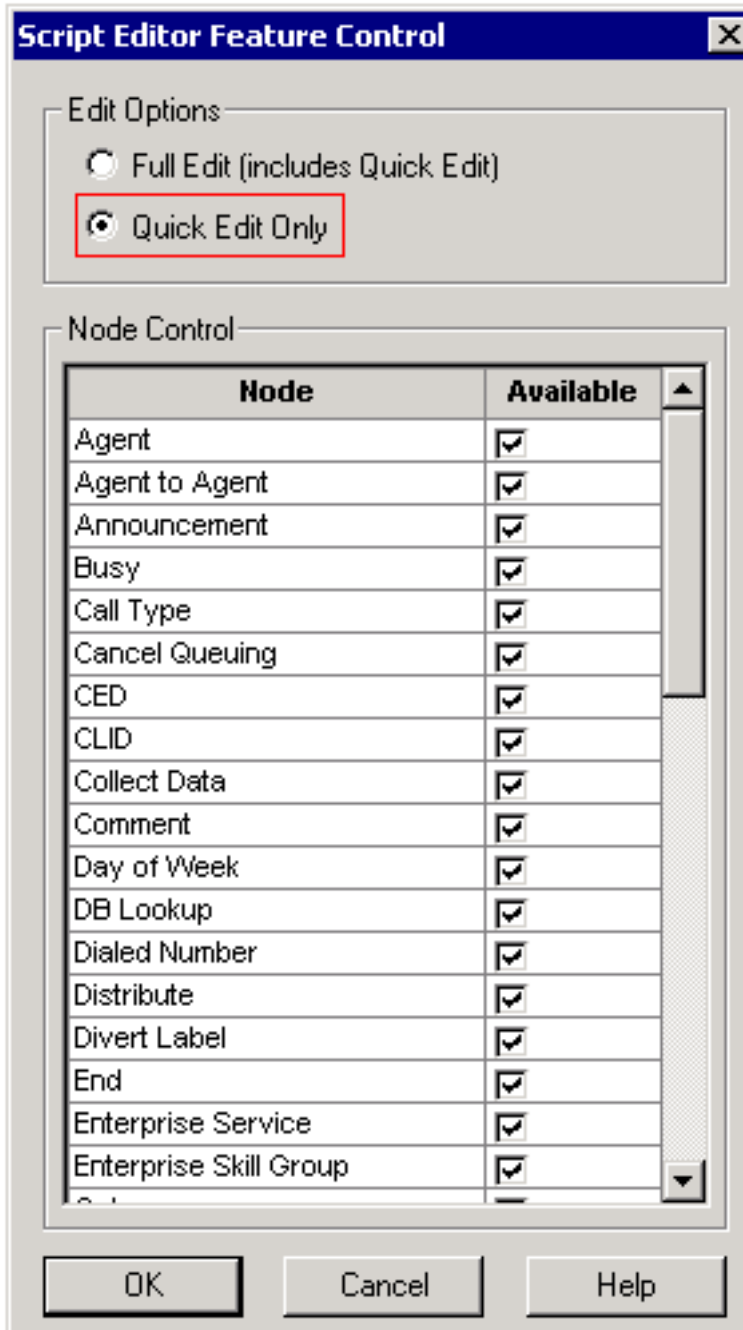 Script Editor Feature Control
Edit Options
Full Edit (includes Quick Edit)
Quick Edit Only
Node Control
Node Available
Agent
Agent to Agent
Announcement
Busy
Call Type
Cancel Queuing
CED
CLID
Collect Data
Comment
Day of Week
DB Lookup
Dialed Number
Distribute
Divert Label
End
Enterprise Service
Enterprise Skill Group
OK Cancel Help